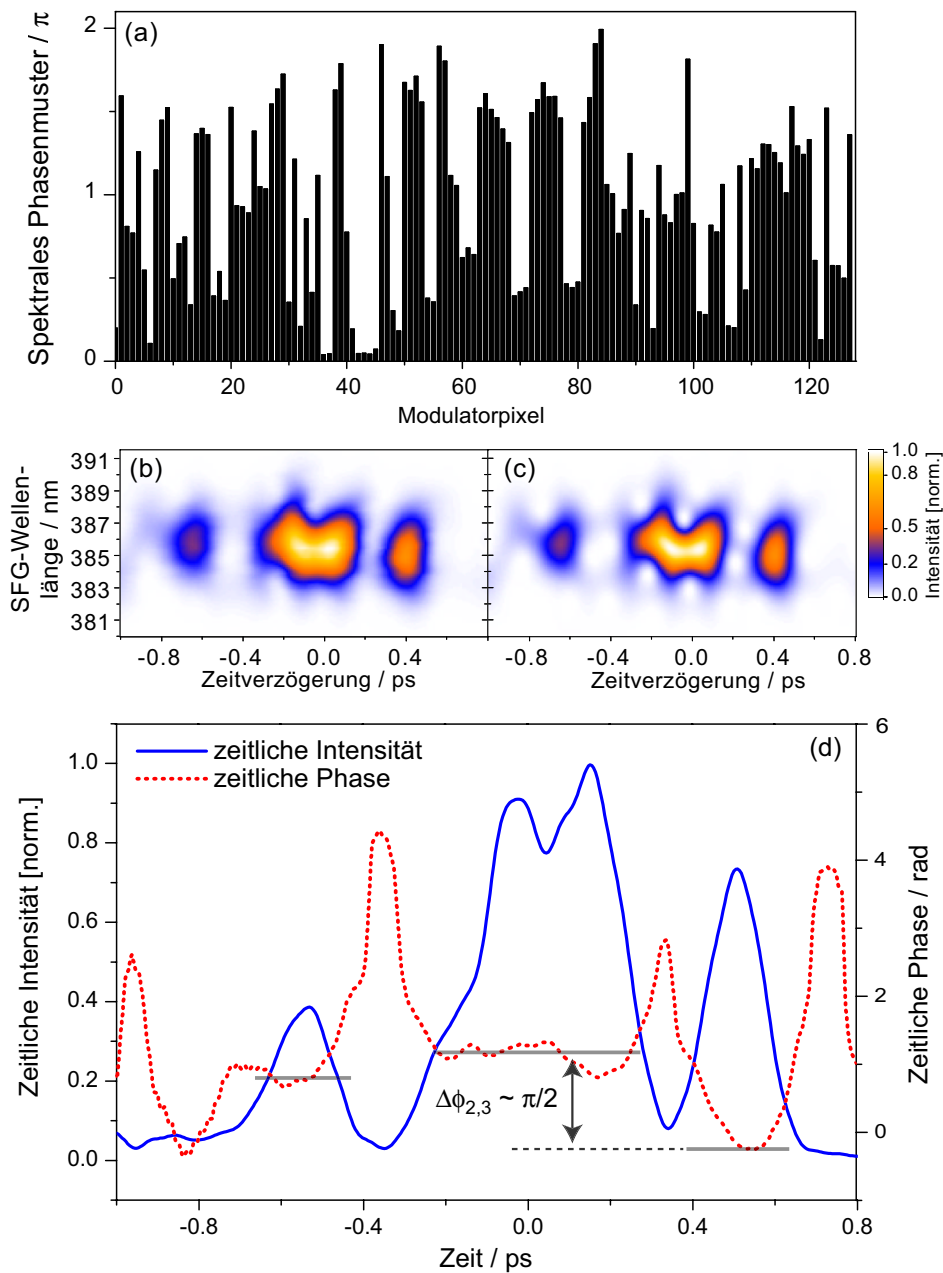 (a)
Spektrales Phasenmuster / π
2
1
0
0 20 40 60 80 100 120
Modulatorpixel
(b)
(c)
SFG-Wellen-
länge / nm
391
389
387
385
383
381
-0.8 -0.4 0.0 0.4
Zeitverzögerung / ps
-0.8 -0.4 0.0 0.4 0.8
Zeitverzögerung / ps
1.0
0.8
0.5
0.2
0.0
Intensität [norm.]
(d)
zeitliche Intensität
zeitliche Phase
Zeitliche Intensität [norm.]
1.0
0.8
0.6
0.4
0.2
0.0
Δϕ2,3 ~ π/2
6
4
2
0
-2
Zeitliche Phase / rad
-0.8 -0.4 0.0 0.4 0.8
Zeit / ps